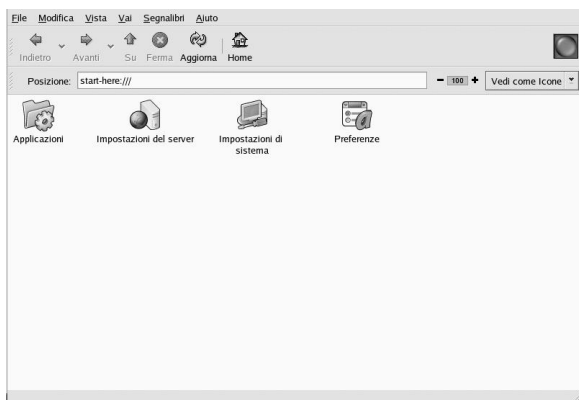 File Modifica Vista Vai Segnalibri Aiuto
Indietro Avanti Su Ferma Aggiorna Home
Posizione: start-here:/// 100 Vedi come Icone
Applicazioni Impostazioni del server Impostazioni di sistema Preferenze